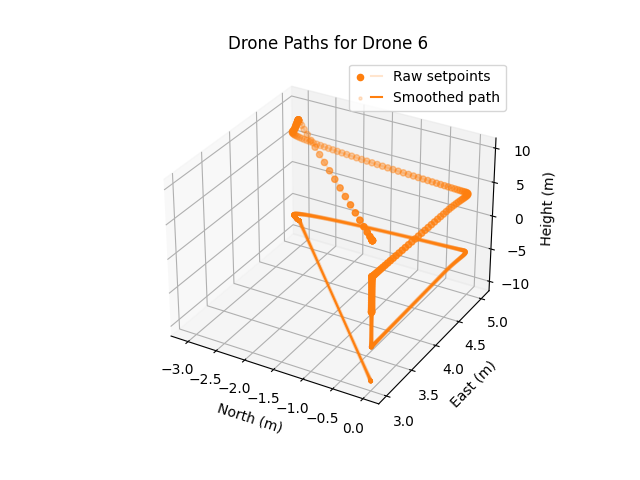 Drone Paths for Drone 6
Raw setpoints
Smoothed path
10
5
0
−5
−10
Height (m)
5.0
4.5
4.0
3.5
3.0
East (m)
−3.0
−2.5
−2.0
−1.5
−1.0
−0.5
0.0
North (m)